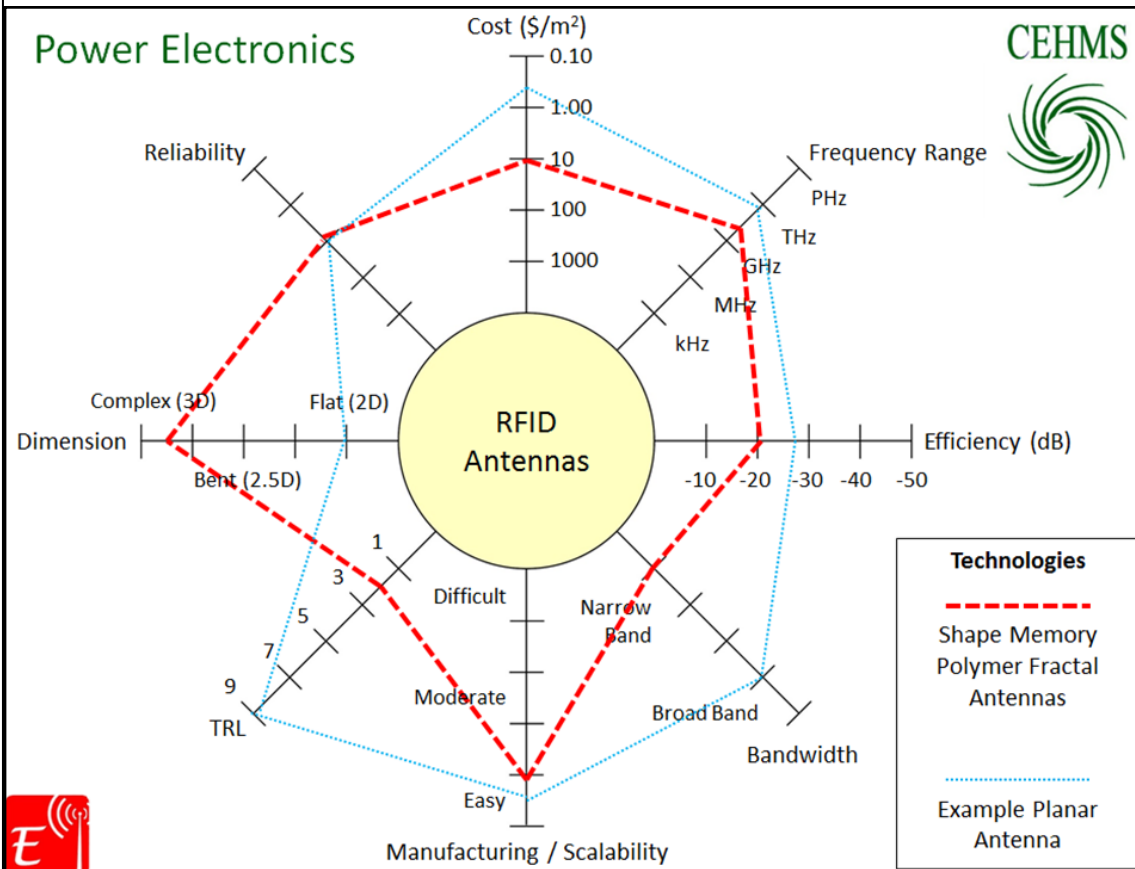 Power Electronics
Cost ($/m²)
CEHMS
0.10
1.00
10
100
1000
Reliability
Frequency Range
PHz
THz
GHz
MHz
kHz
Complex (3D)
Flat (2D)
Dimension
Bent (2.5D)
RFID
Antennas
Efficiency (dB)
-10 -20 -30 -40 -50
1
3
5
7
9
TRL
Difficult
Moderate
Easy
Manufacturing / Scalability
Narrow
Band
Broad Band
Bandwidth
Technologies
Shape Memory
Polymer Fractal
Antennas
Example Planar
Antenna
E